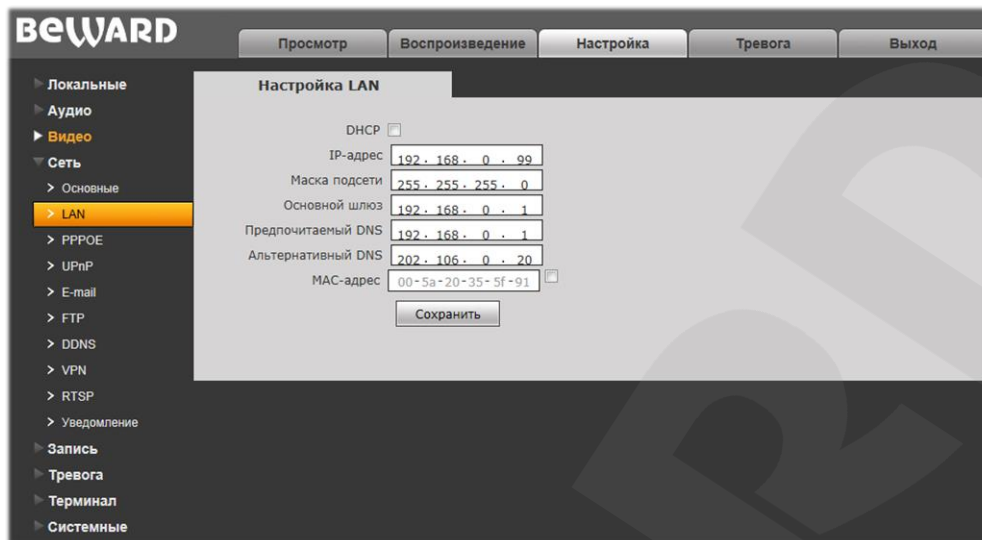 BEWARD
Просмотр Воспроизведение Настройка Тревога Выход
Локальные
Аудио
Видео
Сеть
> Основные
> LAN
> PPPOE
> UPnP
> E-mail
> FTP
> DDNS
> VPN
> RTSP
> Уведомление
Запись
Тревога
Терминал
Системные
Настройка LAN
DHCP
IP-адрес 192. 168. 0 . 99
Маска подсети 255. 255. 255. 0
Основной шлюз 192. 168. 0 . 1
Предпочитаемый DNS 192. 168. 0 . 1
Альтернативный DNS 202. 106. 0 . 20
MAC-адрес 00-5a-20-35-5f-91
Сохранить